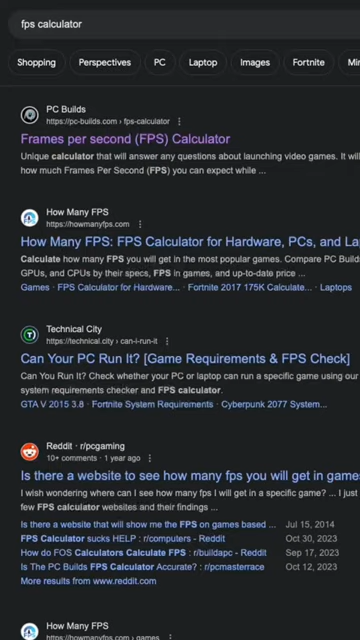 fps calculator
Shopping Perspectives PC Laptop Images Fortnite
PC Builds
https://pc-builds.com › fps-calculator
Frames per second (FPS) Calculator
Unique calculator that will answer any questions about launching video games. It will
how much Frames Per Second (FPS) you can expect while ...
How Many FPS
https://howmanyfps.com
How Many FPS: FPS Calculator for Hardware, PCs, and La
Calculate how many FPS you will get in the most popular games. Compare PC Builds
GPUs, and CPUs by their specs, FPS in games, and up-to-date price ...
Games · FPS Calculator for Hardware... · Fortnite 2017 175K Calculate... · Laptops
Technical City
https://technical.city › can-i-run-it
Can Your PC Run It? [Game Requirements & FPS Check]
Can You Run It? Check whether your PC or laptop can run a specific game using our
system requirements checker and FPS calculator.
GTA V 2015 3.8 · Fortnite System Requirements · Cyberpunk 2077 System...
Reddit · r/pcgaming
10+ comments · 1 year ago
Is there a website to see how many fps you will get in games
I wish wondering where can I see how many fps I will get in a specific game? ... I just
few FPS calculator websites and their findings ...
Is there a website that will show me the FPS on games based ... Jul 15, 2014
FPS Calculator sucks HELP : r/computers - Reddit Oct 30, 2023
How do FOS Calculators Calculate FPS : r/buildapc - Reddit Sep 17, 2023
Is The PC Builds FPS Calculator Accurate? : r/pcmasterrace Oct 12, 2023
More results from www.reddit.com
How Many FPS
https://howmanyfps.com › games